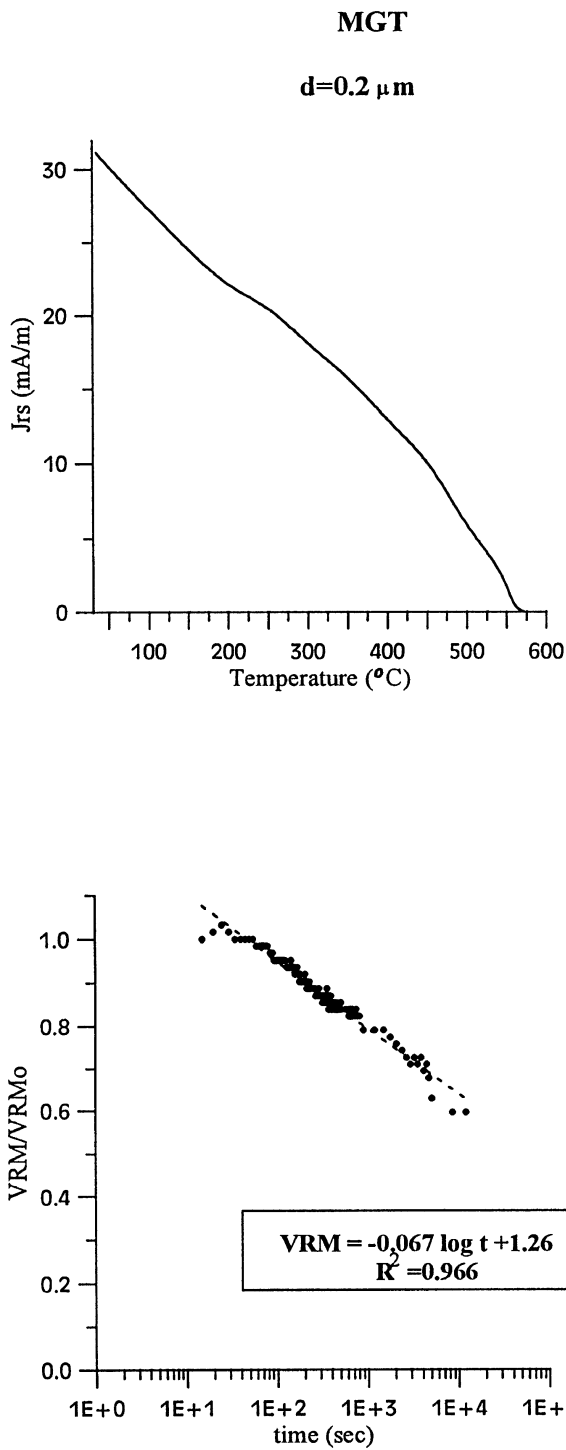 MGT
d=0.2 μm
30
20
10
0
Jrs (mA/m)
100 200 300 400 500 600
Temperature (°C)
1.0
0.8
0.6
0.4
0.2
0.0
VRM/VRMo
VRM = -0,067 log t +1.26
R² =0.966
1E+0 1E+1 1E+2 1E+3 1E+4 1E+
time (sec)